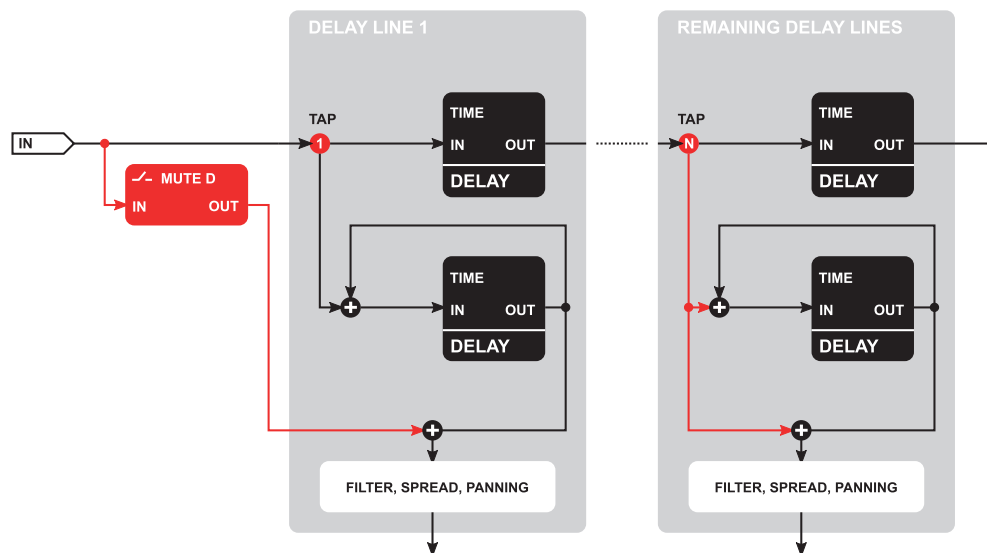 DELAY LINE 1
REMAINING DELAY LINES
TAP
1
TIME
IN OUT
DELAY
TAP
N
TIME
IN OUT
DELAY
IN
MUTE D
IN OUT
TIME
IN OUT
DELAY
TIME
IN OUT
DELAY
FILTER, SPREAD, PANNING
FILTER, SPREAD, PANNING